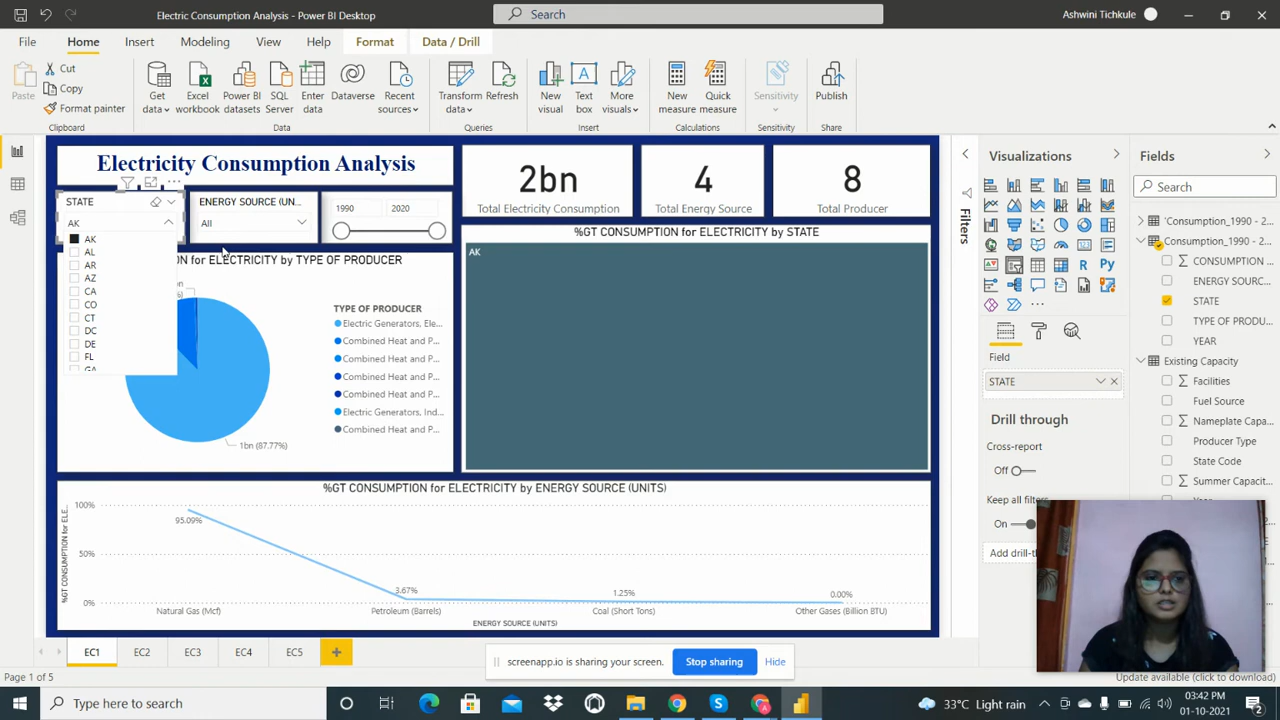 Electricity Consumption Analysis - Power BI Desktop
Search
Ashwini Tichkule
File
Home
Insert
Modeling
View
Help
Format
Data / Drill
Paste
Cut
Copy
Format painter
Clipboard
Get data
Excel workbook
Power BI datasets
SQL Server
Enter data
Dataverse
Recent sources
Data
Transform data
Refresh
Queries
New visual
Text box
More visuals
Insert
New measure
Quick measure
Calculations
Sensitivity
Sensitivity
Publish
Share
Electricity Consumption Analysis
2bn
Total Electricity Consumption
4
Total Energy Source
8
Total Producer
STATE
AK
ENERGY SOURCE (UN...
All
1990
2020
AK
AL
AR
AZ
CA
CO
CT
DC
DE
FL
GA
for ELECTRICITY by TYPE OF PRODUCER
1bn (87.77%)
TYPE OF PRODUCER
Electric Generators, Ele...
Combined Heat and P...
Combined Heat and P...
Combined Heat and P...
Combined Heat and P...
Electric Generators, Ind...
Combined Heat and P...
%GT CONSUMPTION for ELECTRICITY by STATE
AK
%GT CONSUMPTION for ELECTRICITY by ENERGY SOURCE (UNITS)
%GT CONSUMPTION for ELE...
100%
50%
0%
95.09%
3.67%
1.25%
0.00%
Natural Gas (Mcf)
Petroleum (Barrels)
Coal (Short Tons)
Other Gases (Billion BTU)
ENERGY SOURCE (UNITS)
Filters
Visualizations
R
Py
Field
STATE
Drill through
Cross-report
Off
Keep all filters
On
Add drill-th
Fields
Search
'Consumption_1990 - 2...
'Consumption_1990 - 2...
CONSUMPTION ...
ENERGY SOURC...
STATE
TYPE OF PRODU...
YEAR
Existing Capacity
Facilities
Fuel Source
Nameplate Capa...
Producer Type
State Code
Summer Capacit...
EC1
EC2
EC3
EC4
EC5
screenapp.io is sharing your screen.
Stop sharing
Hide
Page 1 of 5
Update available (click to download)
Type here to search
33°C Light rain
03:42 PM
01-10-2021
2